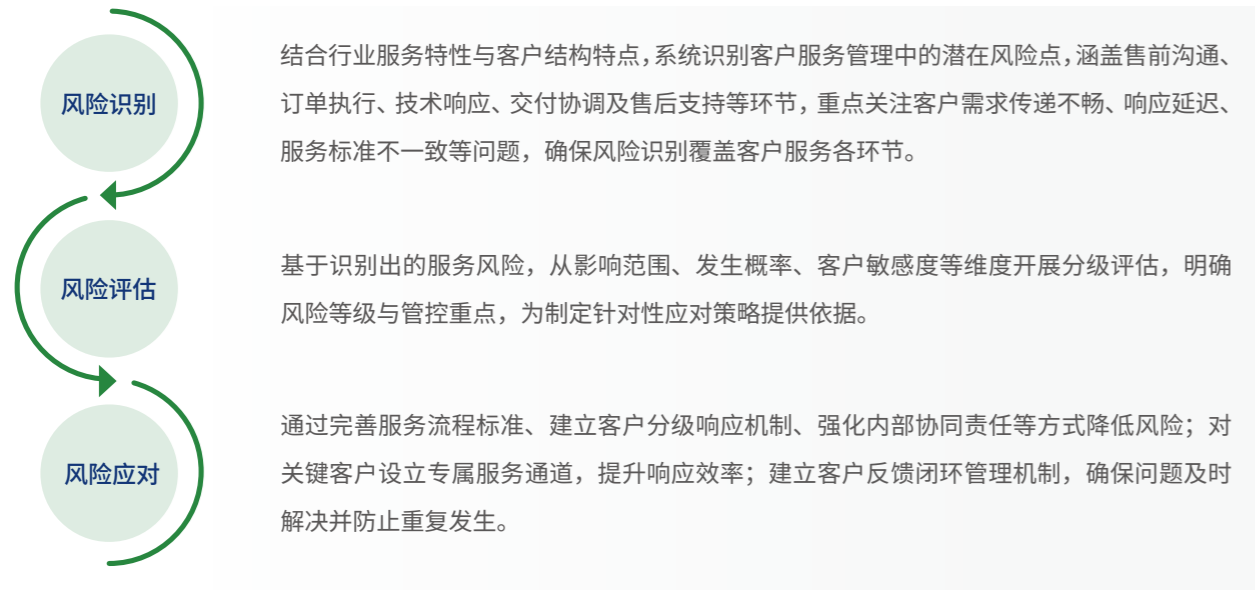 风险识别
结合行业服务特性与客户结构特点，系统识别客户服务管理中的潜在风险点，涵盖售前沟通、
订单执行、技术响应、交付协调及售后支持等环节，重点关注客户需求传递不畅、响应延迟、
服务标准不一致等问题，确保风险识别覆盖客户服务各环节。
风险评估
基于识别出的服务风险，从影响范围、发生概率、客户敏感度等维度开展分级评估，明确
风险等级与管控重点，为制定针对性应对策略提供依据。
风险应对
通过完善服务流程标准、建立客户分级响应机制、强化内部协同责任等方式降低风险；对
关键客户设立专属服务通道，提升响应效率；建立客户反馈闭环管理机制，确保问题及时
解决并防止重复发生。